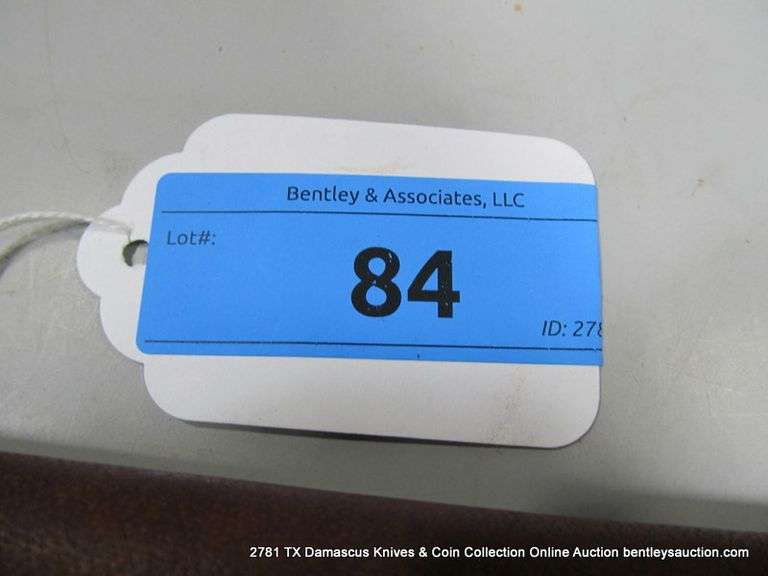 Bentley & Associates, LLC
Lot#:
84
ID: 278
2781 TX Damascus Knives & Coin Collection Online Auction bentleysauction.com